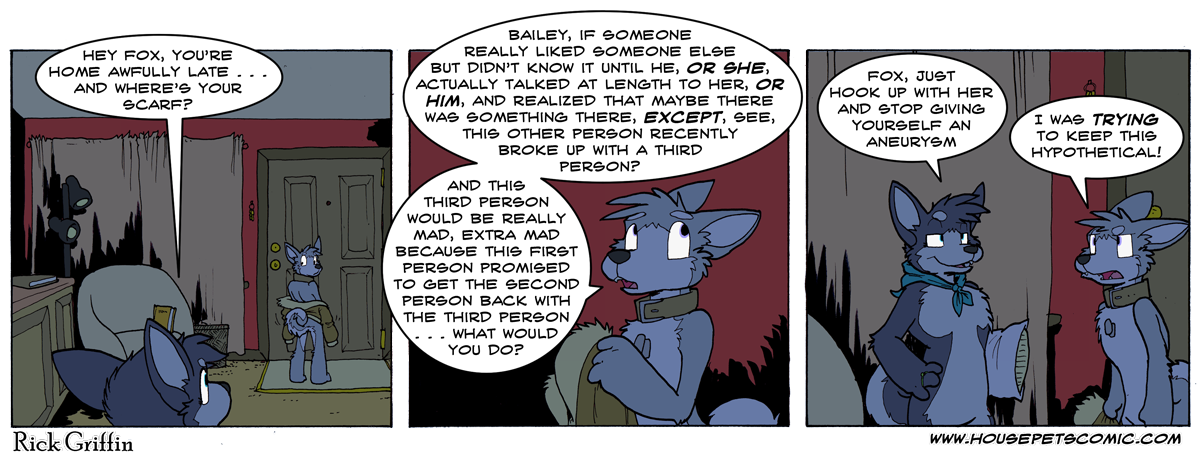 HEY FOX, YOU'RE
HOME AWFULLY LATE . . .
AND WHERE'S YOUR
SCARF?
BAILEY, IF SOMEONE
REALLY LIKED SOMEONE ELSE
BUT DIDN'T KNOW IT UNTIL HE, OR SHE,
ACTUALLY TALKED AT LENGTH TO HER, OR
HIM, AND REALIZED THAT MAYBE THERE
WAS SOMETHING THERE, EXCEPT, SEE,
THIS OTHER PERSON RECENTLY
BROKE UP WITH A THIRD
PERSON?
AND THIS
THIRD PERSON
WOULD BE REALLY
MAD, EXTRA MAD
BECAUSE THIS FIRST
PERSON PROMISED
TO GET THE SECOND
PERSON BACK WITH
THE THIRD PERSON
. . . WHAT WOULD
YOU DO?
FOX, JUST
HOOK UP WITH HER
AND STOP GIVING
YOURSELF AN
ANEURYSM
I WAS TRYING
TO KEEP THIS
HYPOTHETICAL!
Rick Griffin
WWW.HOUSEPETSCOMIC.COM